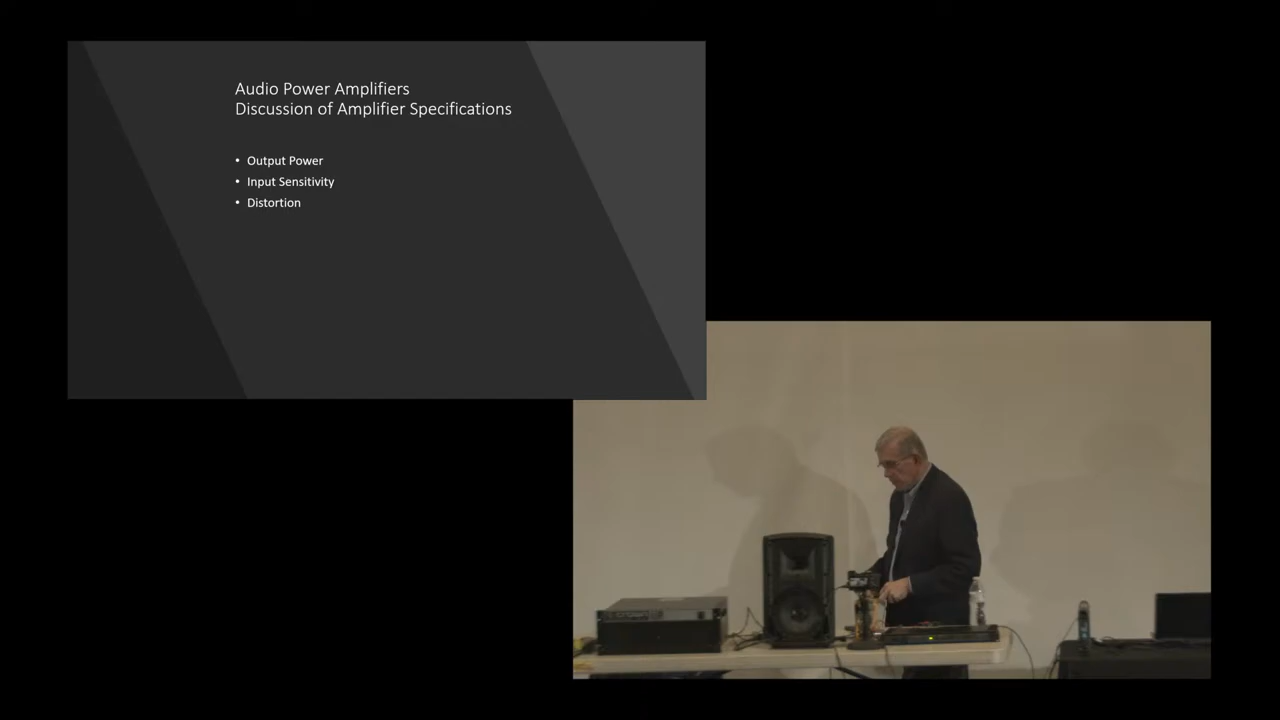 Audio Power Amplifiers
Discussion of Amplifier Specifications
• Output Power
• Input Sensitivity
• Distortion